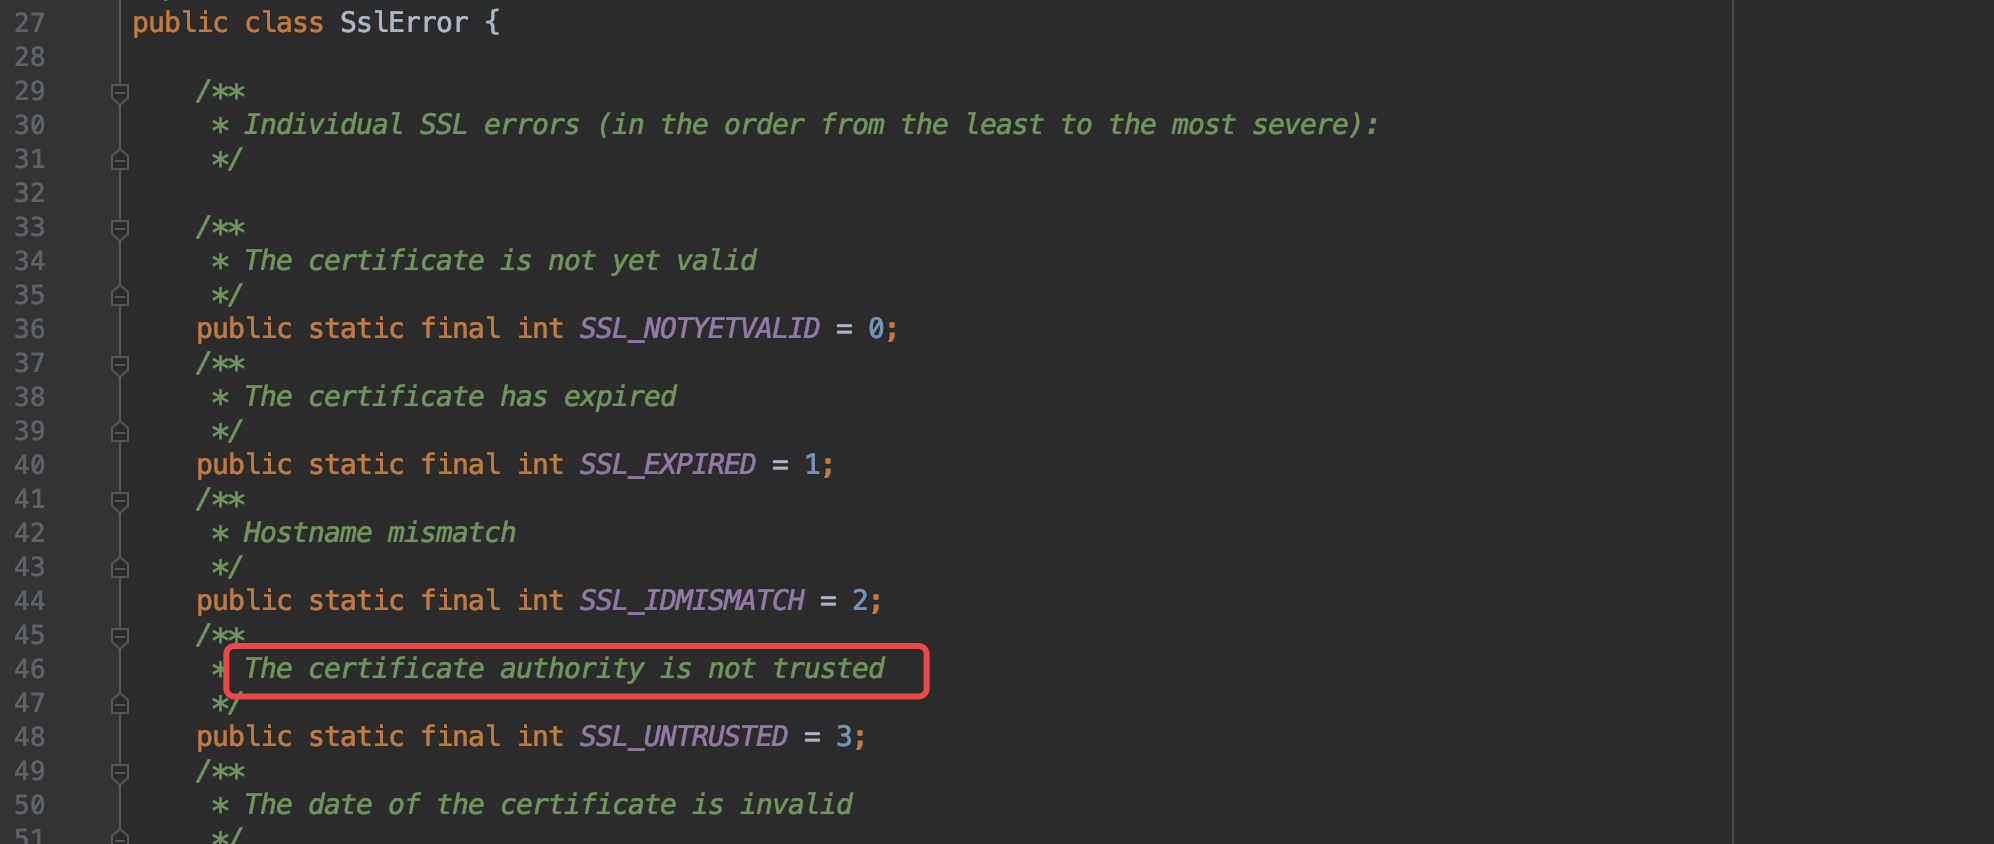 27 public class SslError {
28
29 /**
30 * Individual SSL errors (in the order from the least to the most severe):
31 */
32
33 /**
34 * The certificate is not yet valid
35 */
36 public static final int SSL_NOTYETVALID = 0;
37 /**
38 * The certificate has expired
39 */
40 public static final int SSL_EXPIRED = 1;
41 /**
42 * Hostname mismatch
43 */
44 public static final int SSL_IDMISMATCH = 2;
45 /**
46 * The certificate authority is not trusted
47 */
48 public static final int SSL_UNTRUSTED = 3;
49 /**
50 * The date of the certificate is invalid
51 */